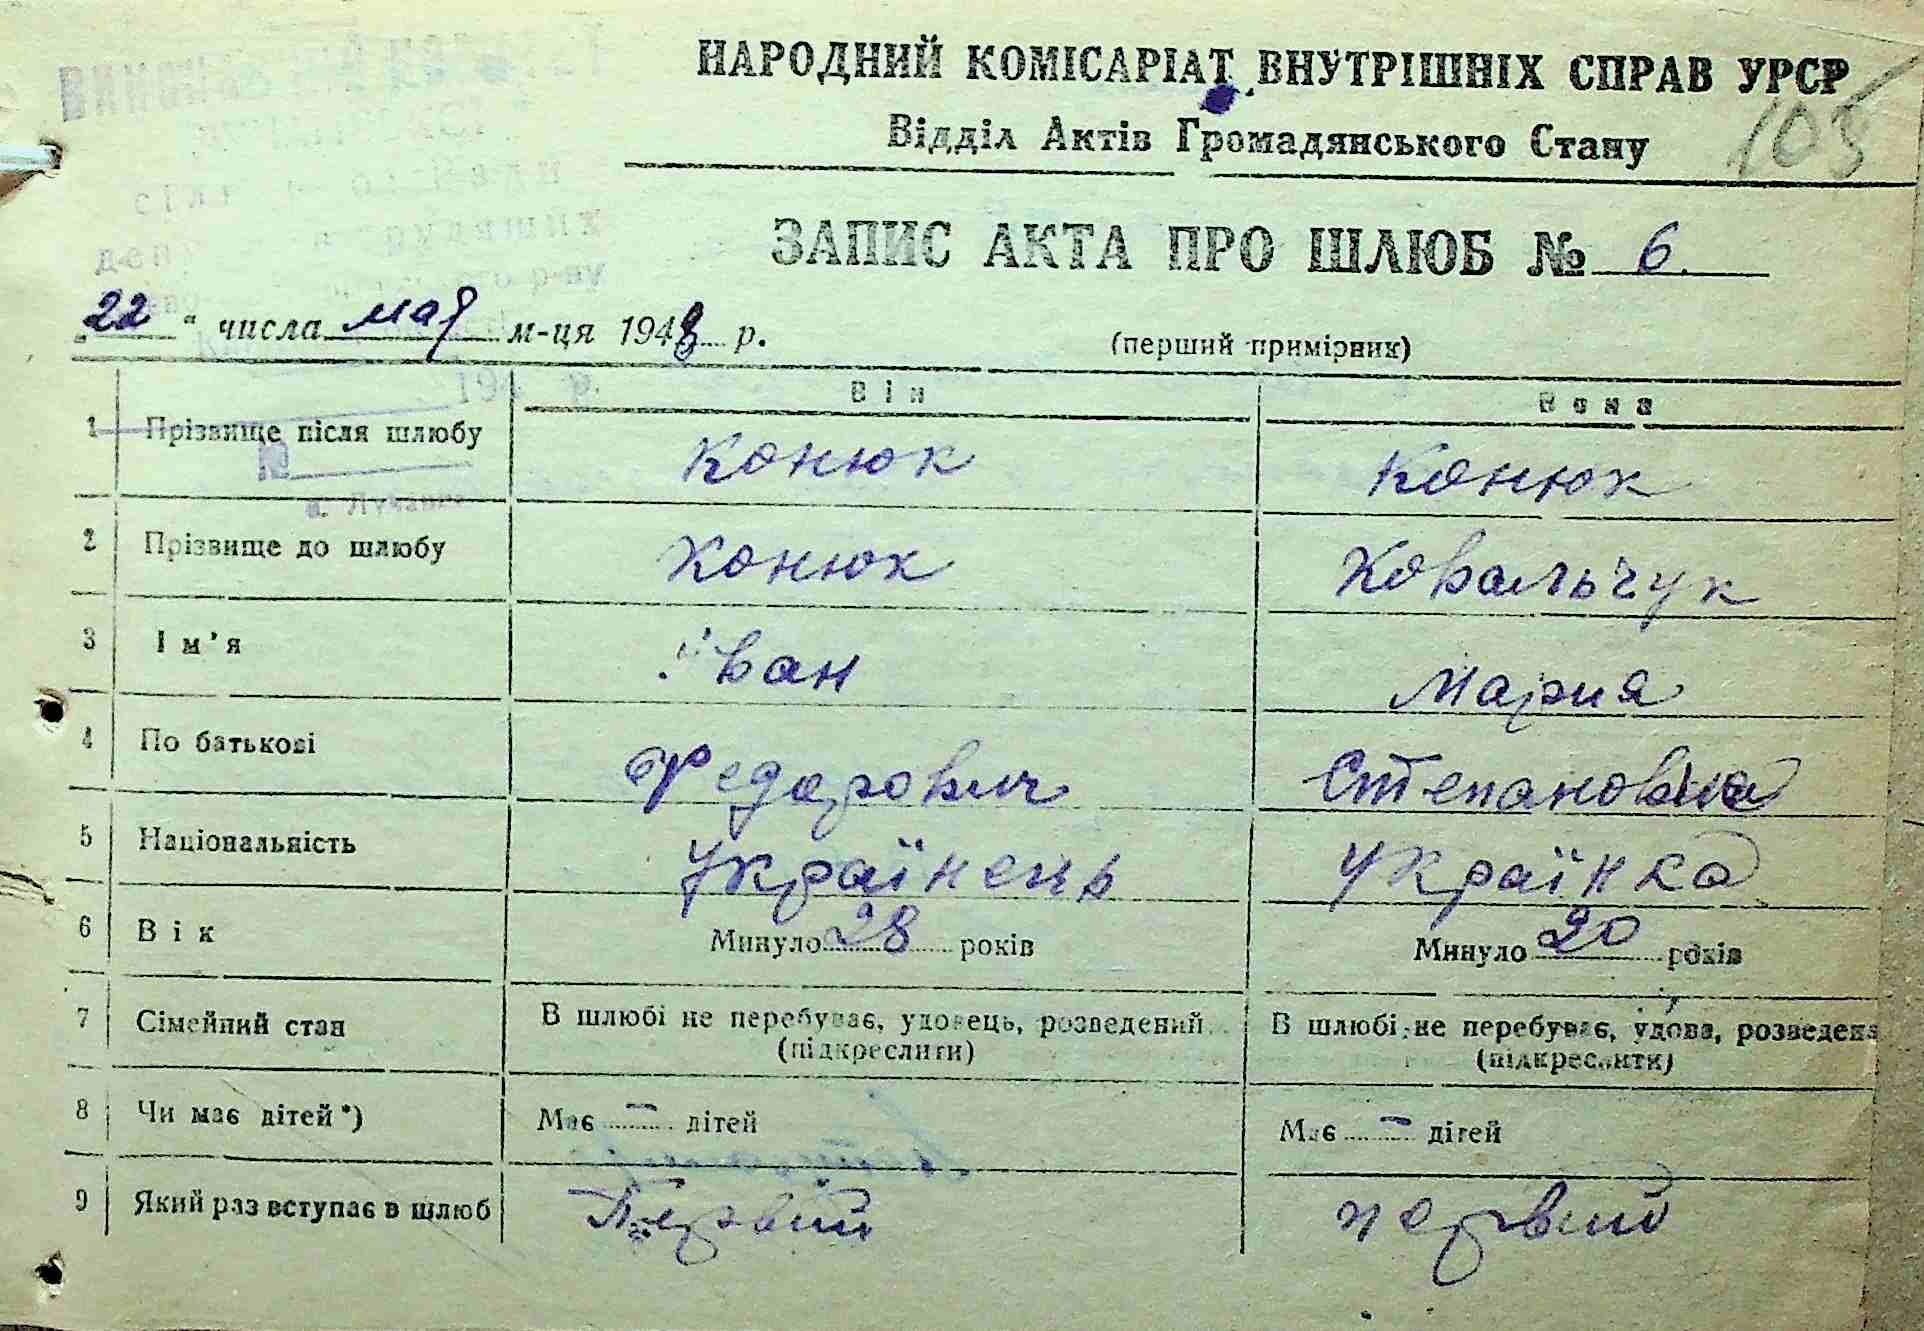 НАРОДНИЙ КОМІСАРІАТ ВНУТРІШНІХ СПРАВ УРСР
Відділ Актів Громадянського Стану
105
ЗАПИС АКТА ПРО ШЛЮБ № 6.
"22" числа мая м-ця 1948 р.
(перший примірник)
194 р.
Він Вона
1 Прізвище після шлюбу Конюк Конюк
№
2 Прізвище до шлюбу Конюк Ковальчук
3 Ім'я Іван Мария
4 По батькові Федарович Степановна
5 Національність Українець Українка
6 Вік Минуло 28 років Минуло 20 років
7 Сімейний стан В шлюбі не перебуває, удовець, розведений В шлюбі не перебуває, удова, розведена
(підкреслити) (підкреслити)
8 Чи має дітей*) Має — дітей Має — дітей
9 Який раз вступає в шлюб Первий первий